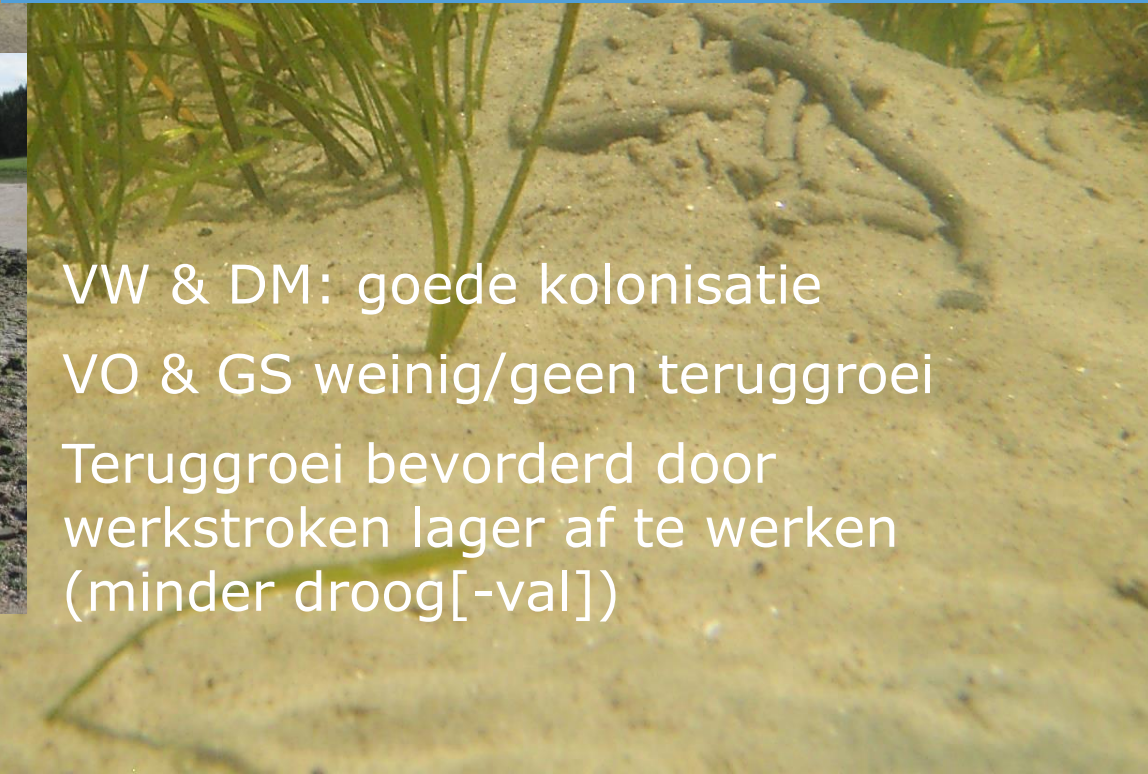 VW & DM: goede kolonisatie
VO & GS weinig/geen teruggroei
Teruggroei bevorderd door
werkstroken lager af te werken
(minder droog[-val])